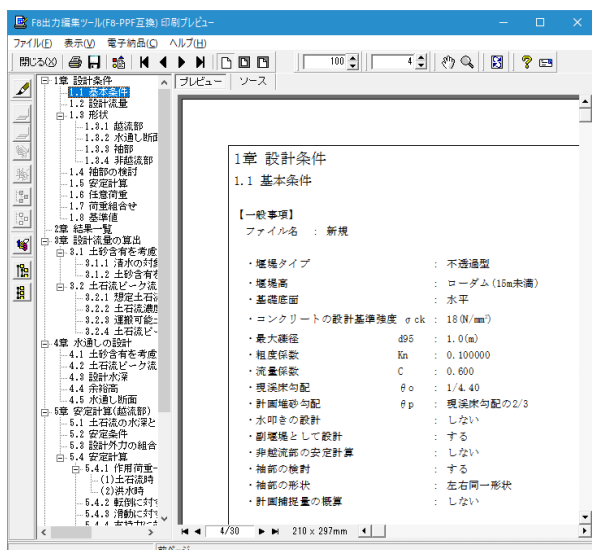 F8出力編集ツール(F8-PPF互換) 印刷プレビュー
ファイル(F) 表示(V) 電子納品(C) ヘルプ(H)
閉じる(X) 100 4
プレビュー ソース
1章 設計条件
1.1 基本条件
1.2 設計流量
1.3 形状
1.3.1 越流部
1.3.2 水通し断面
1.3.3 袖部
1.3.4 非越流部
1.4 袖部の検討
1.5 安定計算
1.6 任意荷重
1.7 荷重組合せ
1.8 基準値
2章 結果一覧
3章 設計流量の算出
3.1 土砂含有を考慮
3.1.1 清水の対象
3.1.2 土砂含有を
3.2 土石流ピーク流
3.2.1 想定土石
3.2.2 土石流濃度
3.2.3 運搬可能
3.2.4 土石流ピ
4章 水通しの設計
4.1 土砂含有を考慮
4.2 土石流ピーク流
4.3 設計水深
4.4 余裕高
4.5 水通し断面
5章 安定計算(越流部)
5.1 土石流の水深と
5.2 安定条件
5.3 設計外力の組合
5.4 安定計算
5.4.1 作用荷重
(1)土石流時
(2)洪水時
5.4.2 転倒に対す
5.4.3 滑動に対す
1章 設計条件
1.1 基本条件
【一般事項】
ファイル名 : 新規
・堰堤タイプ : 不透過型
・堰堤高 : ローダム(15m未満)
・基礎底面 : 水平
・コンクリートの設計基準強度 σck : 18(N/mm²)
・最大礫径 d95 : 1.0(m)
・粗度係数 Kn : 0.100000
・流量係数 C : 0.600
・現渓床勾配 θo : 1/4.40
・計画堆砂勾配 θp : 現渓床勾配の2/3
・水叩きの設計 : しない
・副堰堤として設計 : する
・非越流部の安定計算 : しない
・袖部の検討 : する
・袖部の形状 : 左右同一形状
・計画捕捉量の概算 : しない
4/30 210 x 297mm